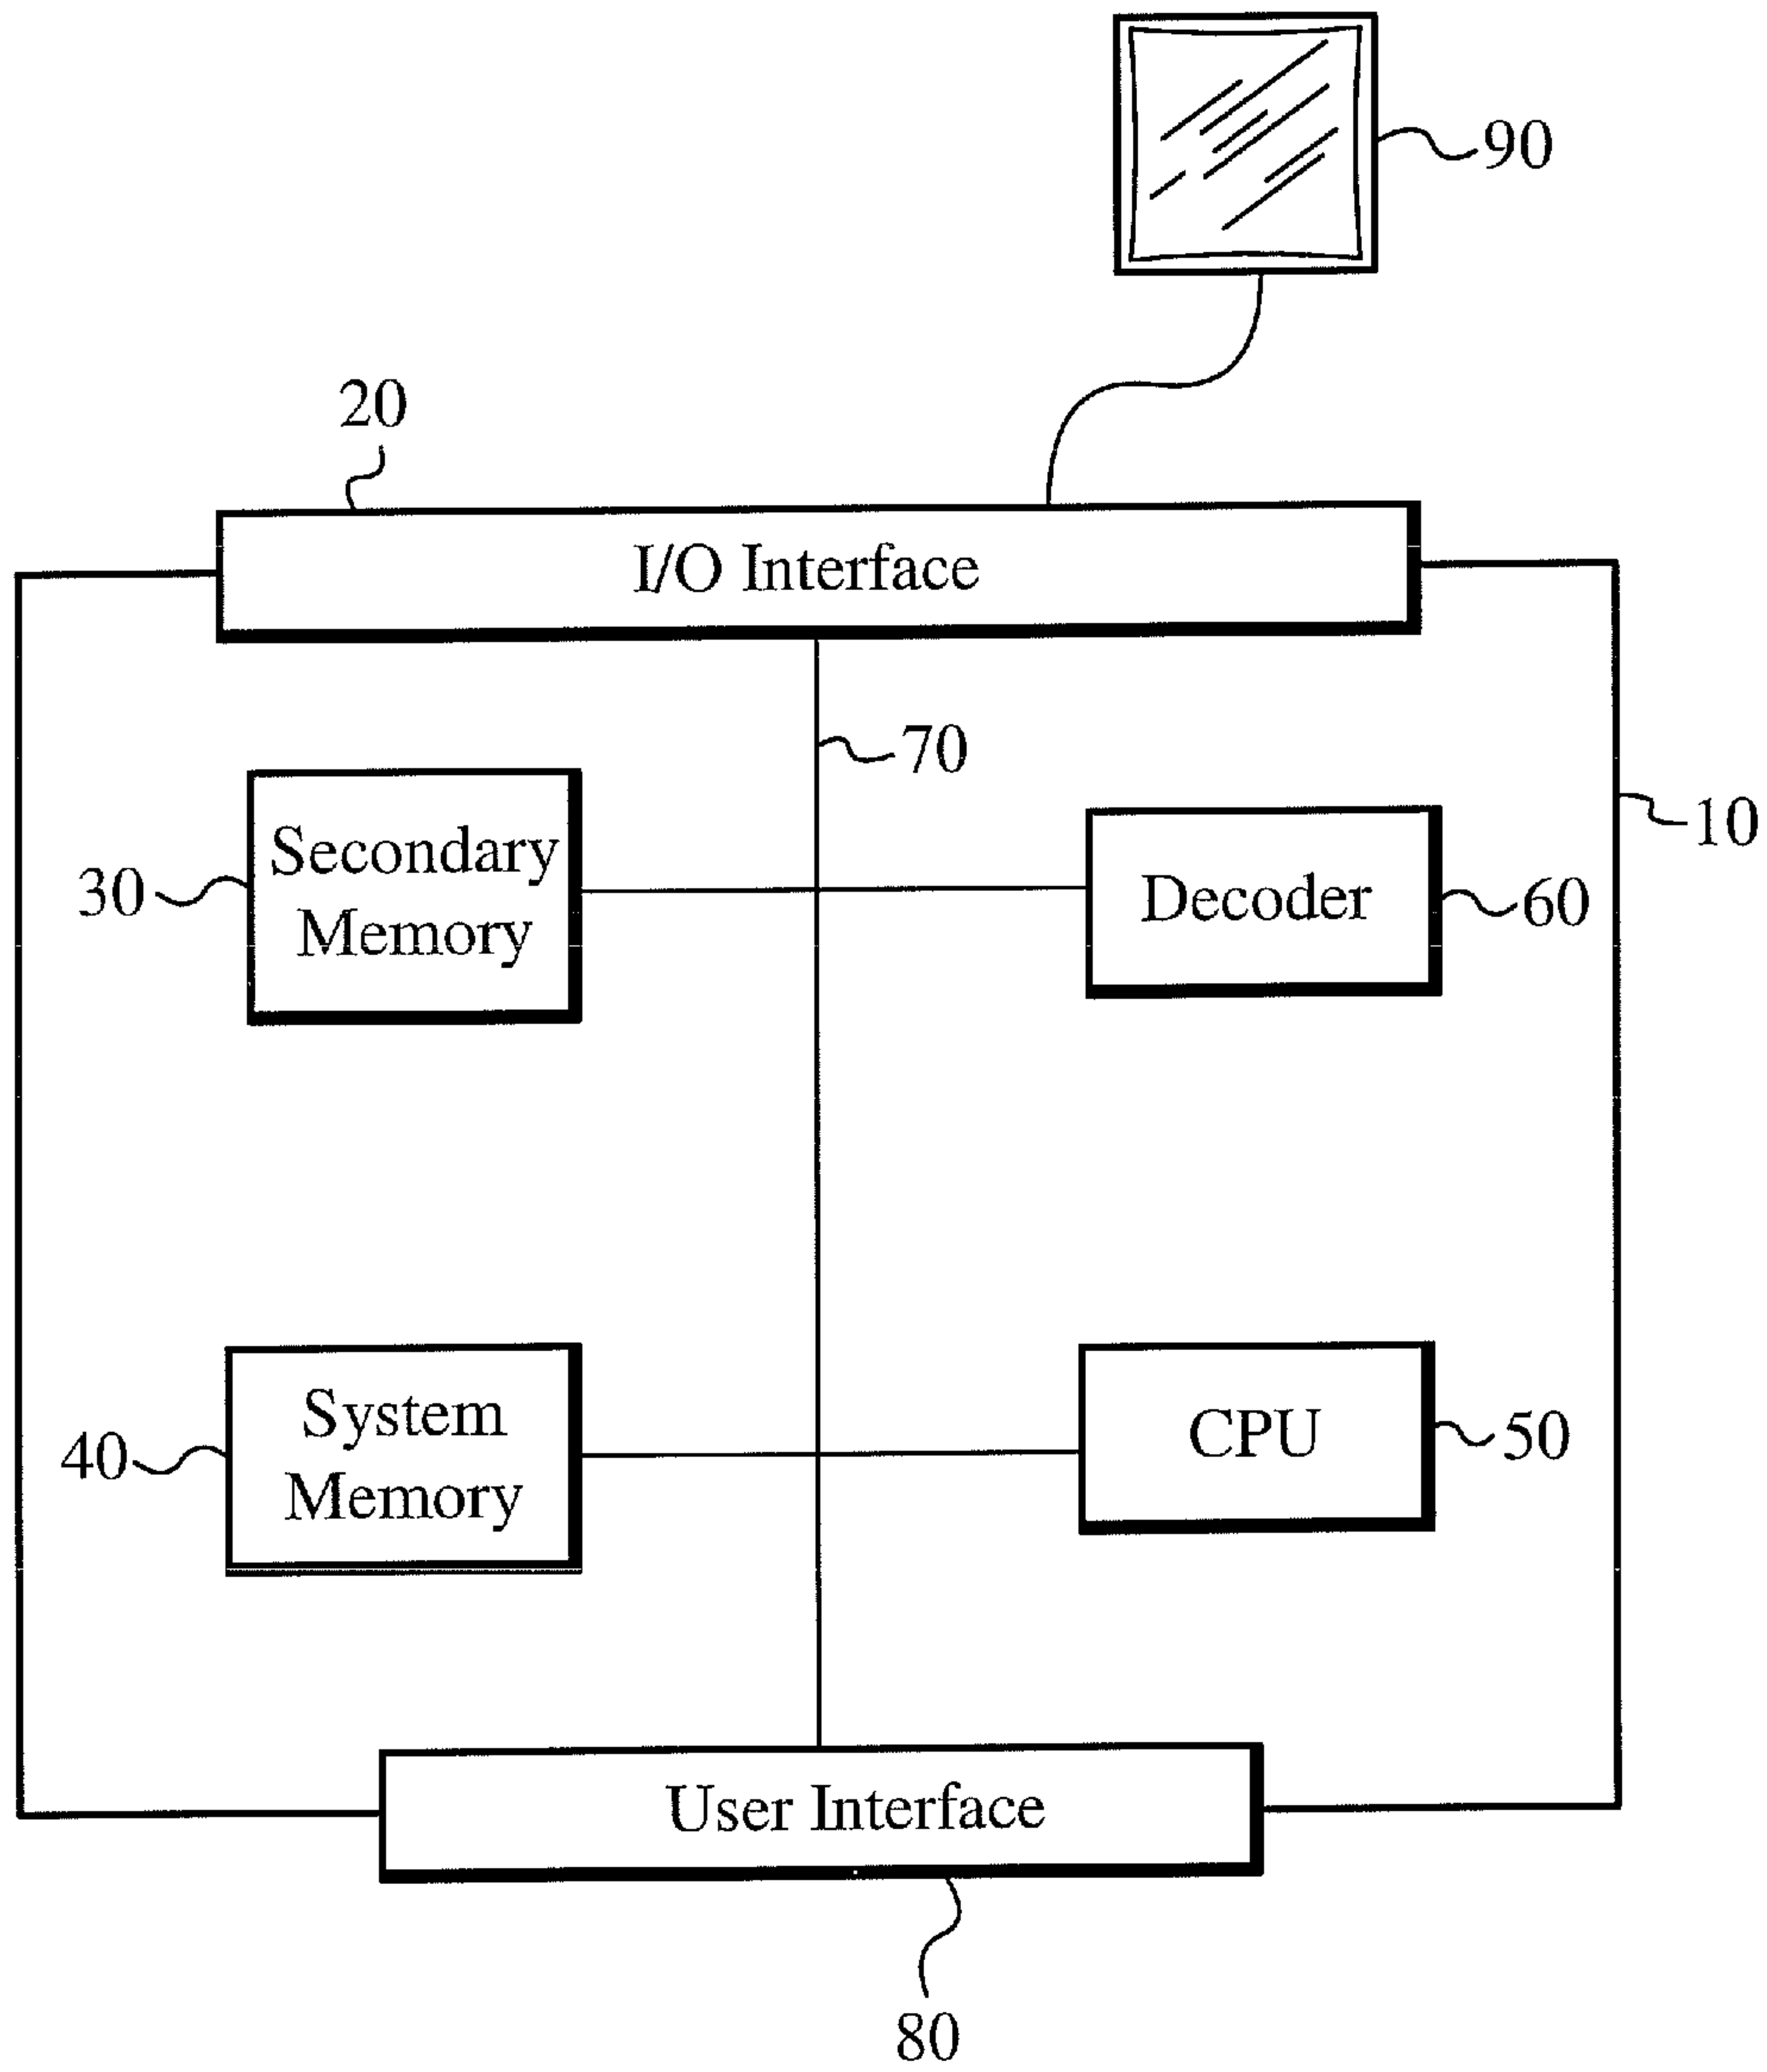 90
20
I/O Interface
70
10
Secondary
Memory
30
Decoder
60
System
Memory
40
CPU
50
User Interface
80